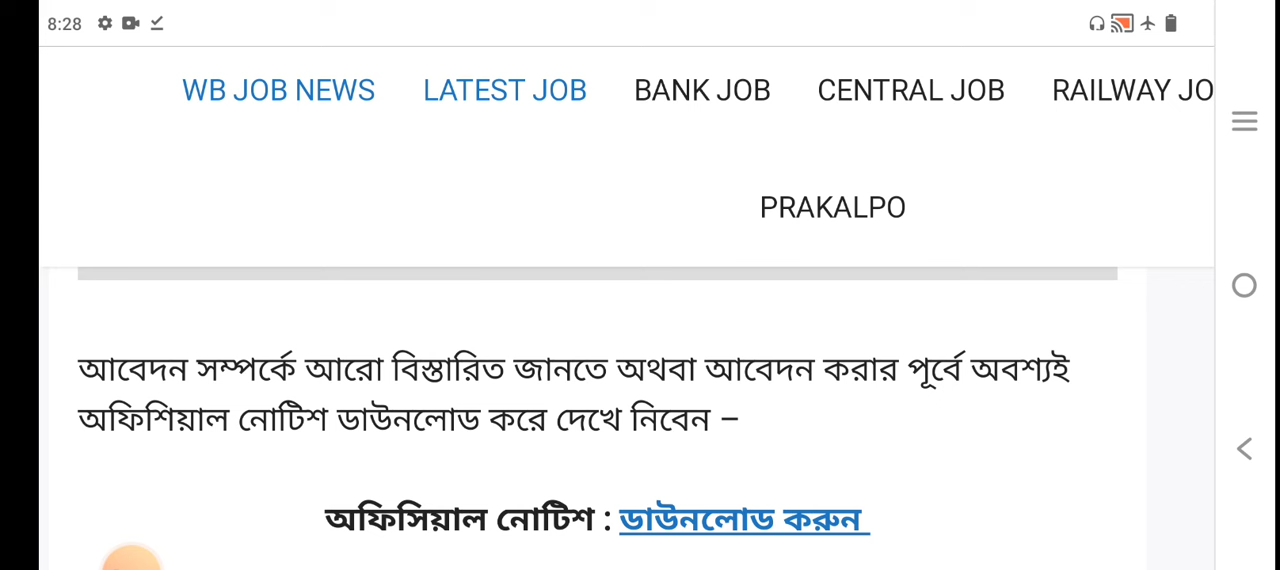 8:28
WB JOB NEWS LATEST JOB BANK JOB CENTRAL JOB RAILWAY JO
PRAKALPO
আবেদন সম্পর্কে আরো বিস্তারিত জানতে অথবা আবেদন করার পূর্বে অবশ্যই
অফিশিয়াল নোটিশ ডাউনলোড করে দেখে নিবেন –
অফিসিয়াল নোটিশ : ডাউনলোড করুন